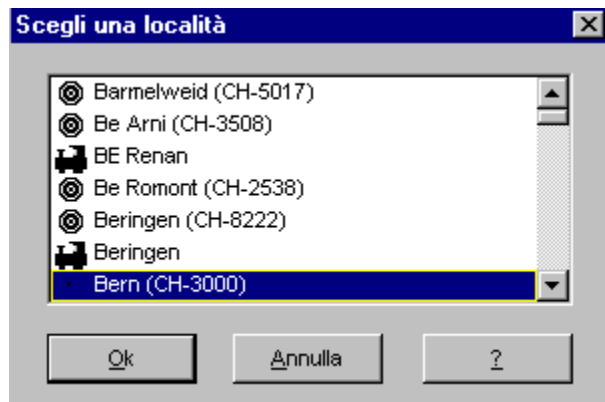 Scegli una località
Barmelweid (CH-5017)
Be Arni (CH-3508)
BE Renan
Be Romont (CH-2538)
Beringen (CH-8222)
Beringen
Bern (CH-3000)
Ok Annulla ?